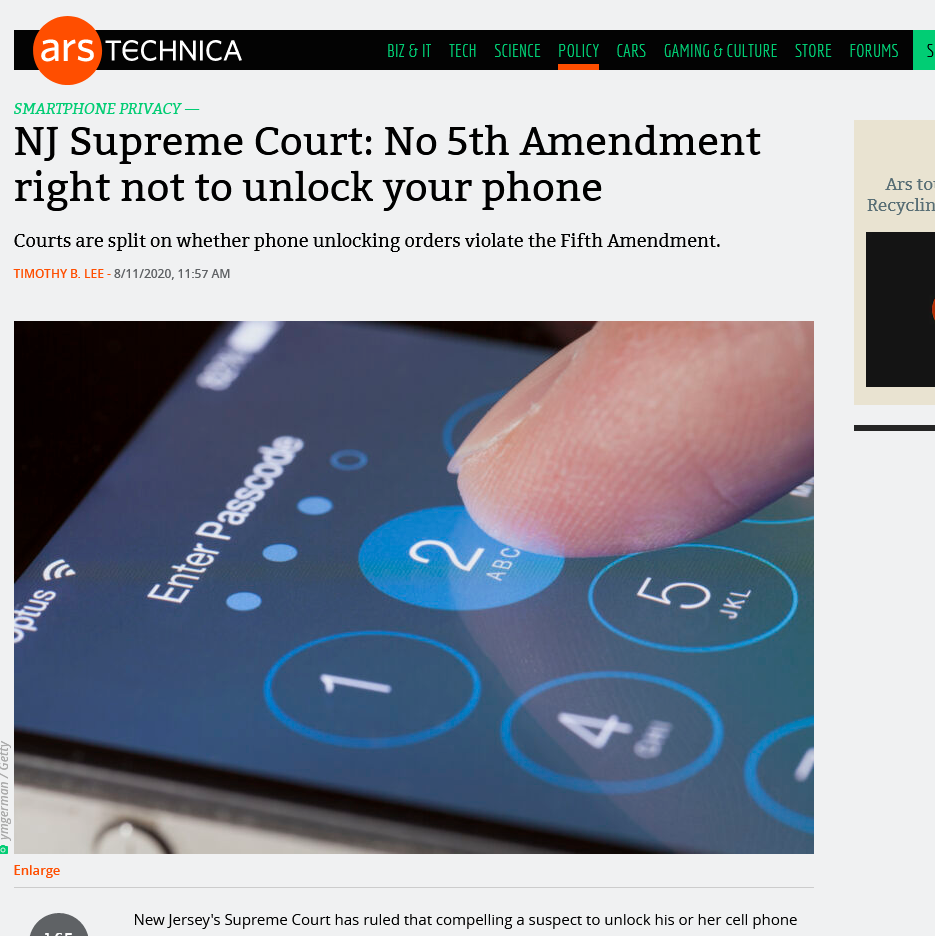 ars TECHNICA
BIZ & IT TECH SCIENCE POLICY CARS GAMING & CULTURE STORE FORUMS S
SMARTPHONE PRIVACY —
NJ Supreme Court: No 5th Amendment
right not to unlock your phone
Courts are split on whether phone unlocking orders violate the Fifth Amendment.
TIMOTHY B. LEE - 8/11/2020, 11:57 AM
Ars to
Recyclin
Enter Passcode
ptus
2 ABC
5 JKL
1
4 GHI
ymgerman / Getty
Enlarge
New Jersey's Supreme Court has ruled that compelling a suspect to unlock his or her cell phone